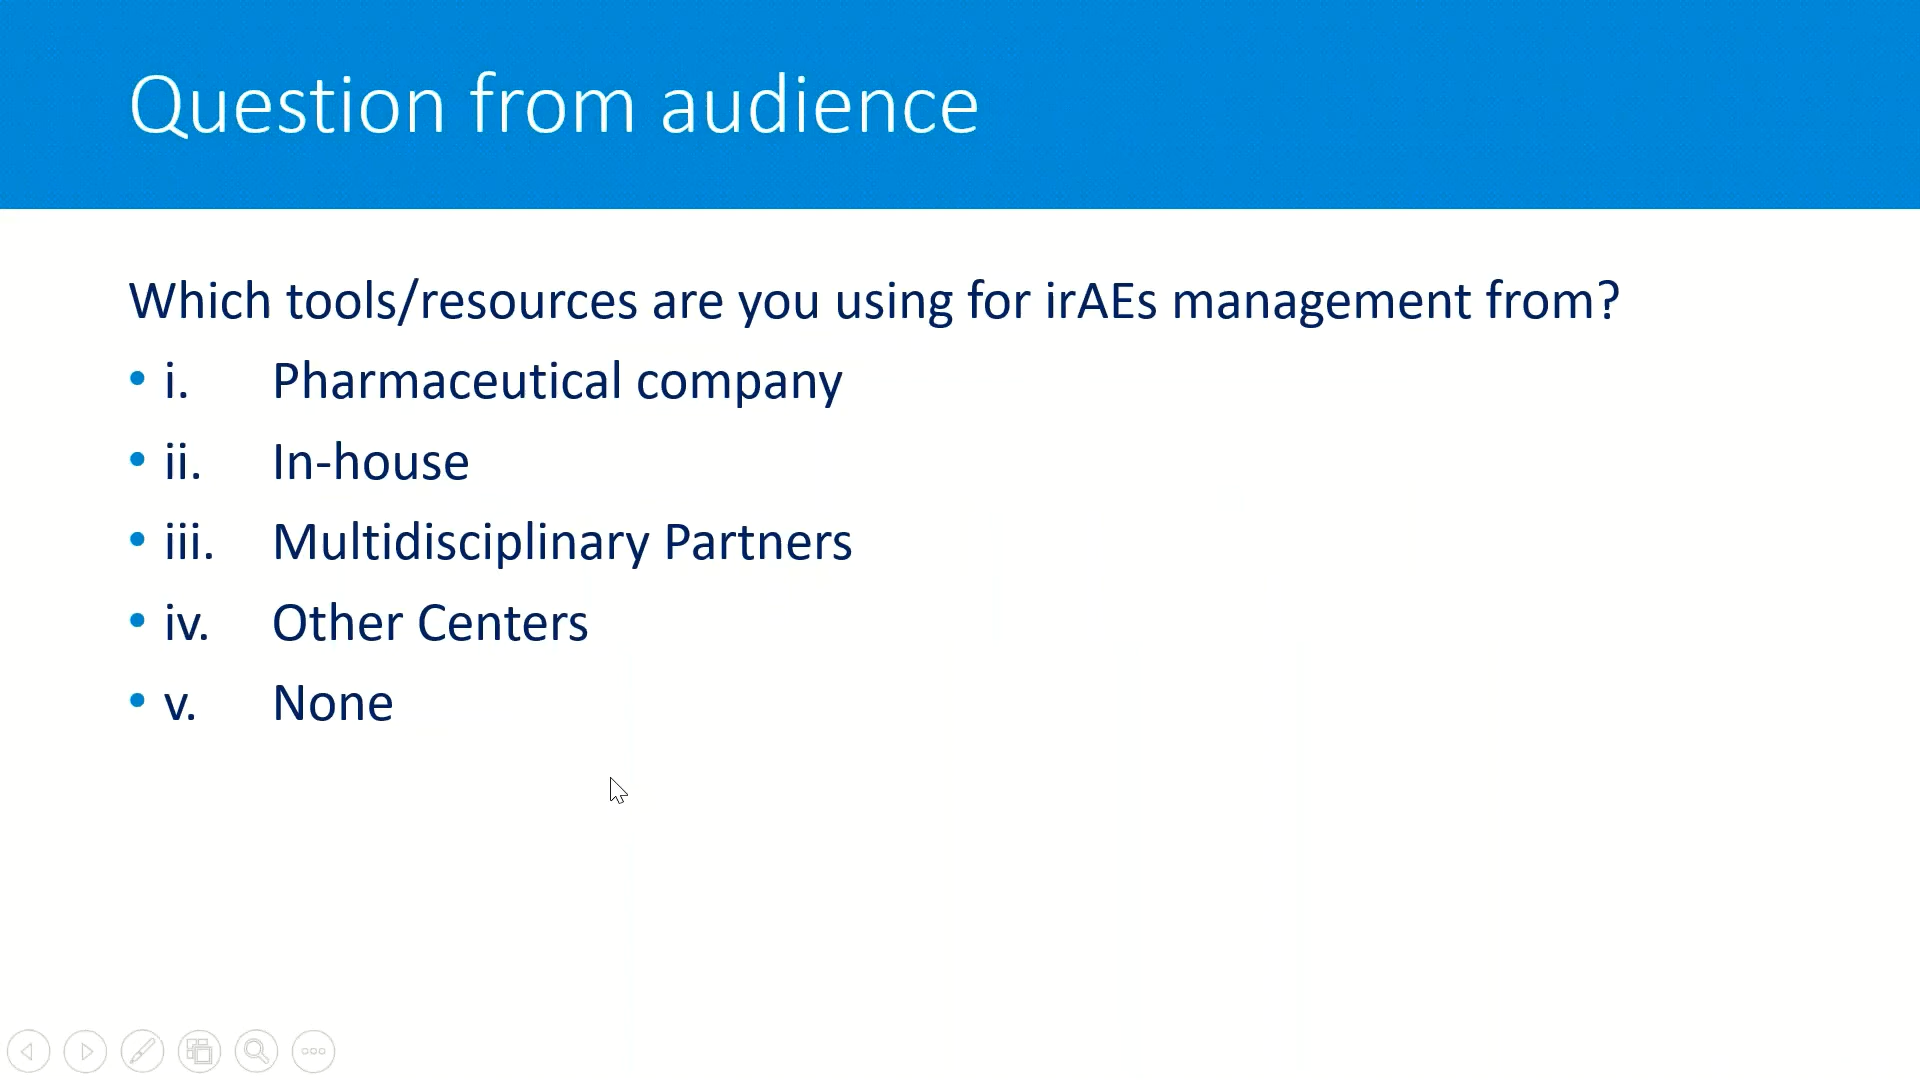 Question from audience
Which tools/resources are you using for irAEs management from?
• i. Pharmaceutical company
• ii. In-house
• iii. Multidisciplinary Partners
• iv. Other Centers
• v. None